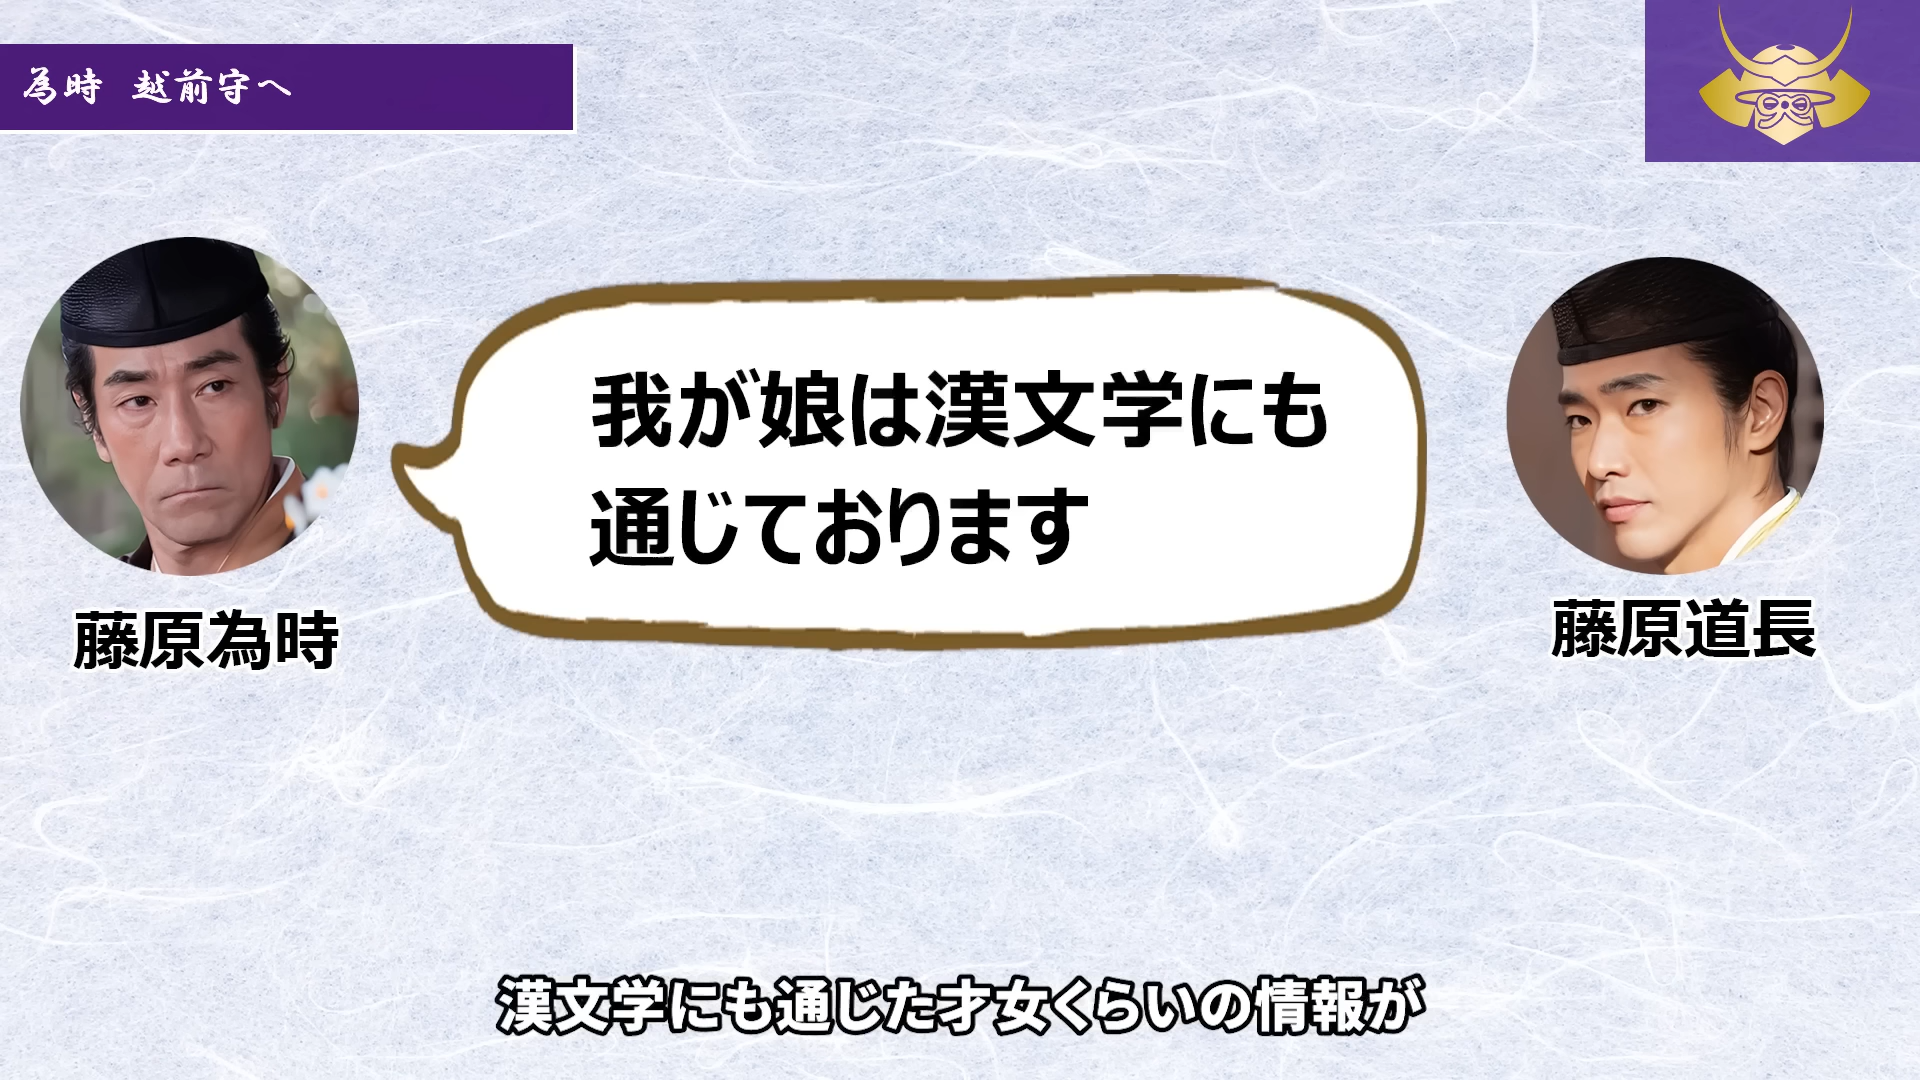 為時 越前守へ
我が娘は漢文学にも
通じております
藤原為時
藤原道長
漢文学にも通じた才女くらいの情報が